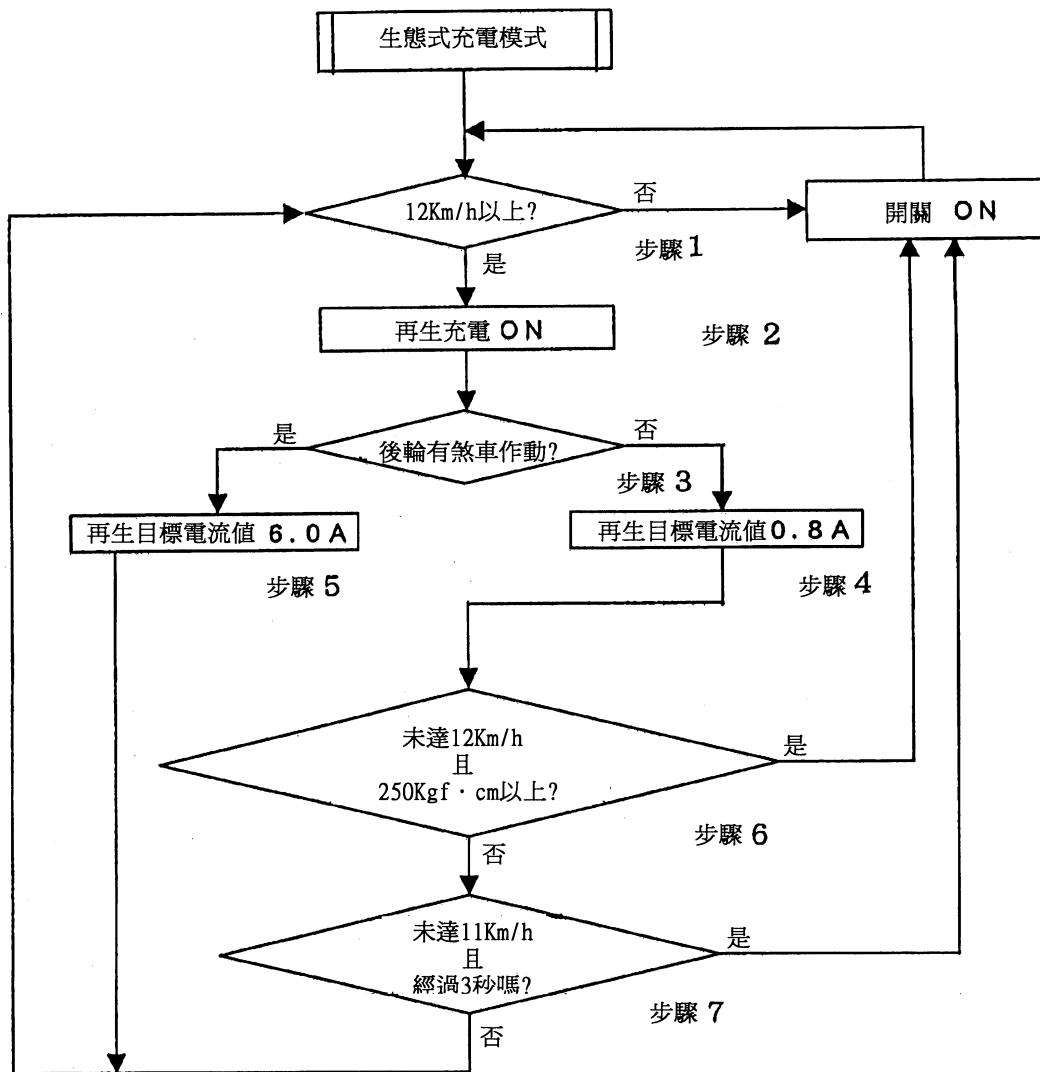 生態式充電模式
12Km/h以上?
否
開關 ON
步驟1
是
再生充電 ON
步驟 2
後輪有煞車作動?
是
否
步驟 3
再生目標電流值 6.0A
再生目標電流值0.8A
步驟 5
步驟 4
未達12Km/h
且
250Kgf·cm以上?
是
步驟 6
否
未達11Km/h
且
經過3秒嗎?
是
步驟 7
否